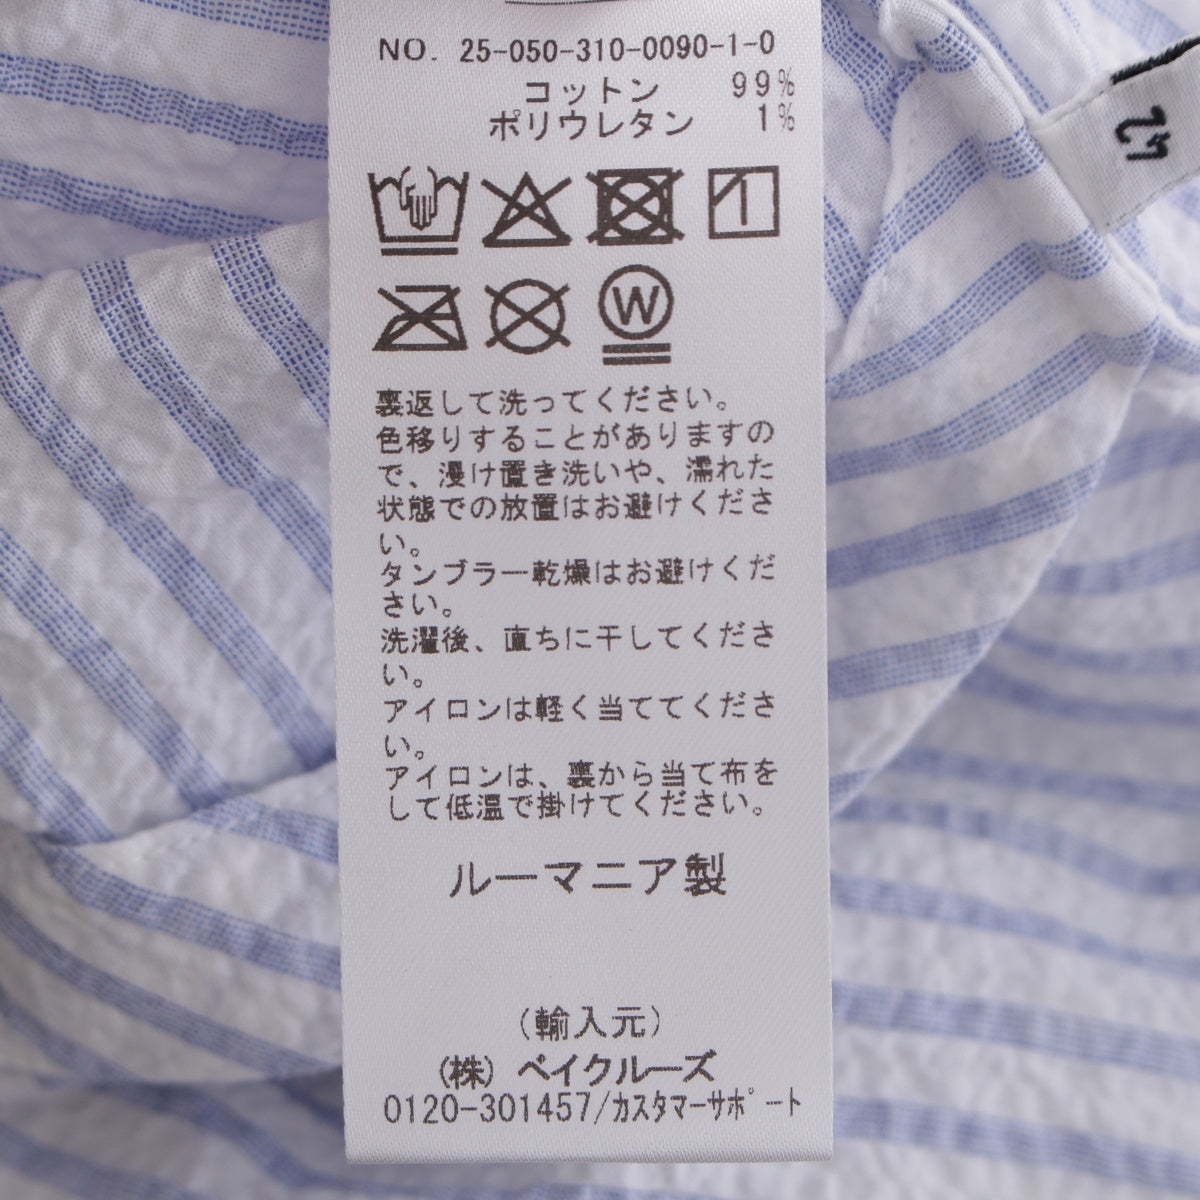 NO. 25-050-310-0090-1-0
コットン 99%
ポリウレタン 1%
W
裏返して洗ってください。
色移りすることがありますの
で、漫け置き洗いや、濡れた
状態での放置はお避けくださ
い。
タンブラー乾燥はお避けくだ
さい。
洗濯後、直ちに干してくださ
い。
アイロンは軽く当ててくださ
い。
アイロンは、裏から当て布を
して低温で掛けてください。
ルーマニア製
(輸入元)
(株) ベイクルーズ
0120-301457/カスタマーサポート
42